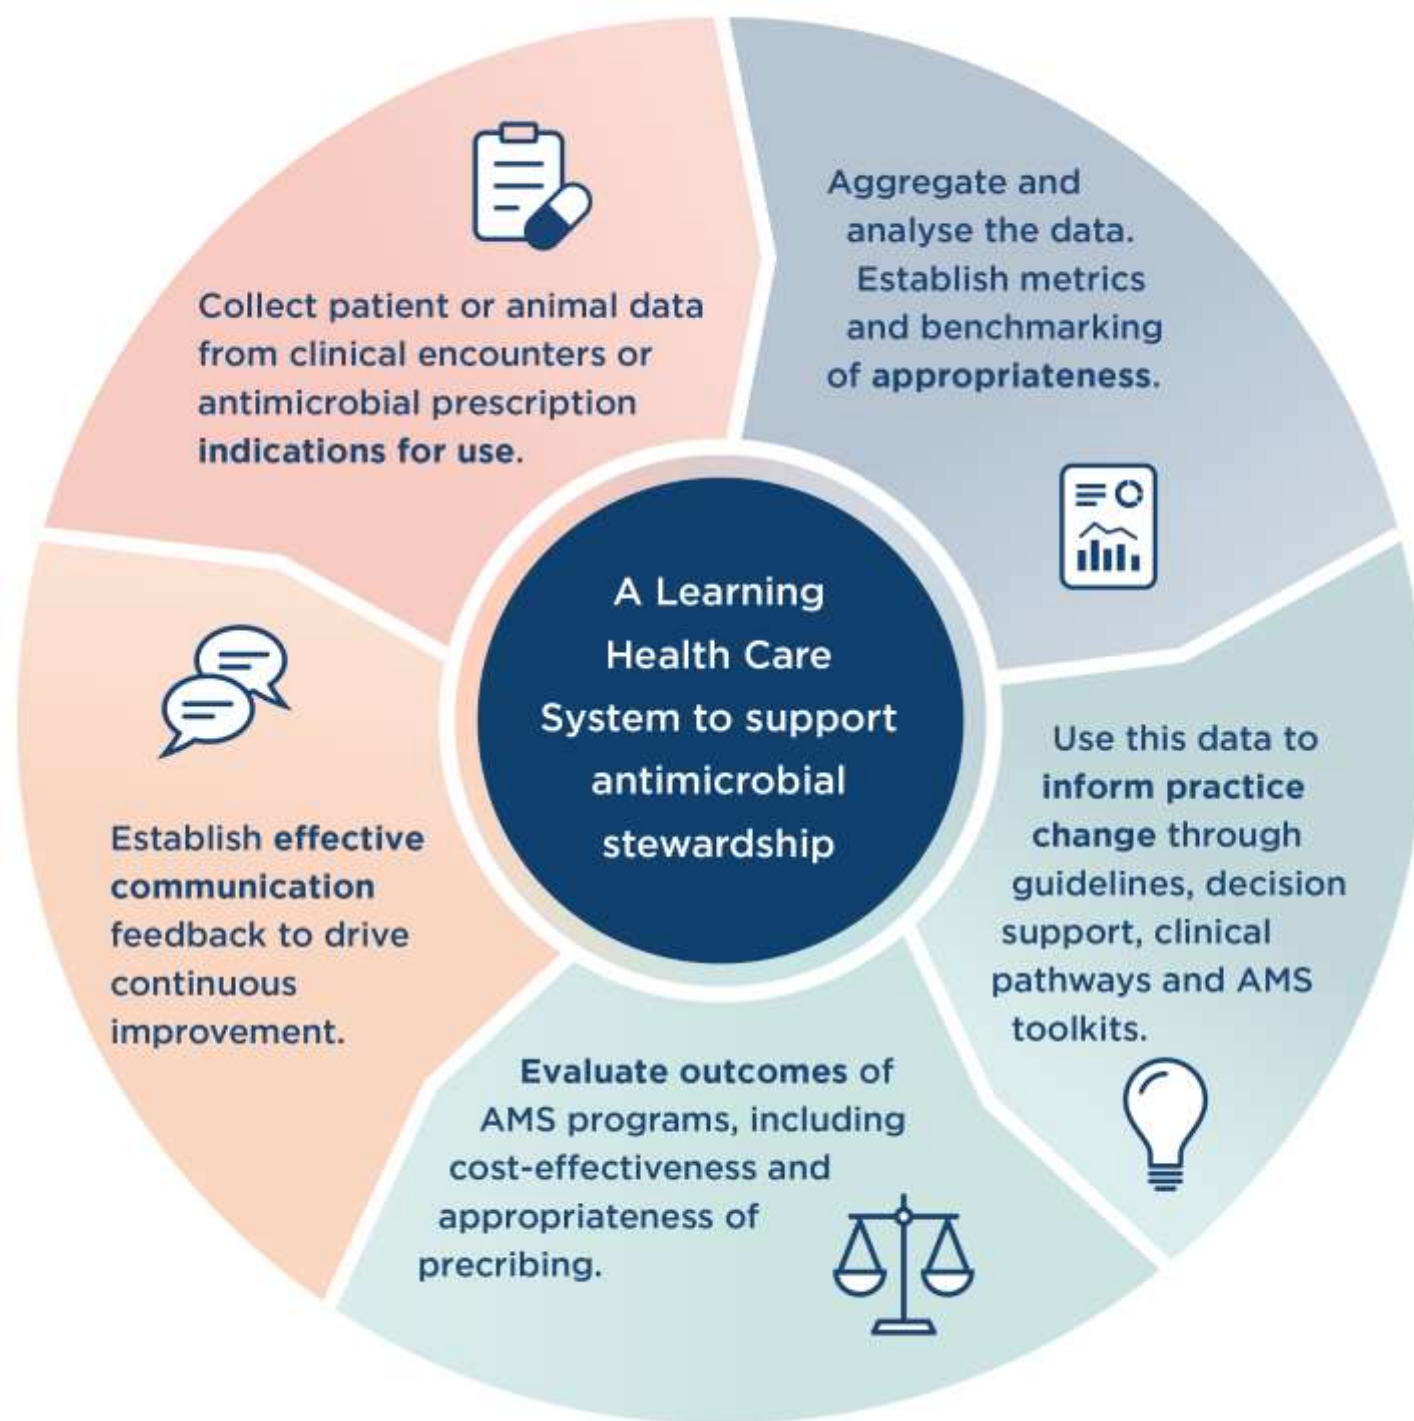 Collect patient or animal data
from clinical encounters or
antimicrobial prescription
indications for use.
Aggregate and
analyse the data.
Establish metrics
and benchmarking
of appropriateness.
Use this data to
inform practice
change through
guidelines, decision
support, clinical
pathways and AMS
toolkits.
Evaluate outcomes of
AMS programs, including
cost-effectiveness and
appropriateness of
precribing.
Establish effective
communication
feedback to drive
continuous
improvement.
A Learning
Health Care
System to support
antimicrobial
stewardship